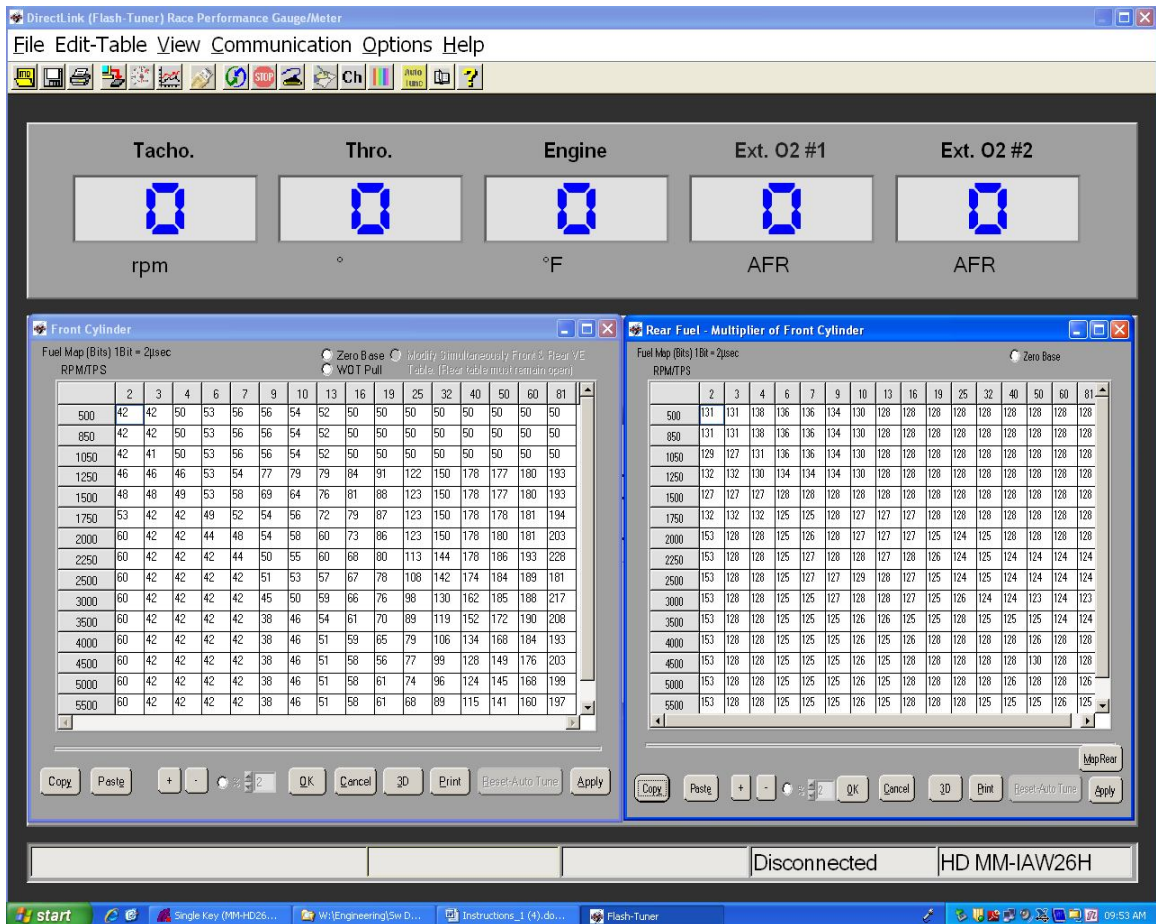 DirectLink (Flash-Tuner) Race Performance Gauge/Meter
File Edit-Table View Communication Options Help
STOP Ch Auto Tune ?
Tacho. Thro. Engine Ext. O2 #1 Ext. O2 #2
0 0 0 0 0
rpm ° °F AFR AFR
Front Cylinder
Fuel Map (Bits) 1Bit = 2µsec
RPM/TPS
Zero Base
WOT Pull
Modify Simultaneously Front & Rear VE
Table. (Rear table must remain open)
2 3 4 6 7 9 10 13 16 19 25 32 40 50 60 81
500 42 42 50 53 56 56 54 52 50 50 50 50 50 50 50 50
850 42 42 50 53 56 56 54 52 50 50 50 50 50 50 50 50
1050 42 41 50 53 56 56 54 52 50 50 50 50 50 50 50 50
1250 46 46 46 53 54 77 79 79 84 91 122 150 178 177 180 193
1500 48 48 49 53 58 69 64 76 81 88 123 150 178 177 180 193
1750 53 42 42 49 52 54 56 72 79 87 123 150 178 178 181 194
2000 60 42 42 44 48 54 58 60 73 86 123 150 178 180 181 203
2250 60 42 42 42 44 50 55 60 68 80 113 144 178 186 193 228
2500 60 42 42 42 42 51 53 57 67 78 108 142 174 184 189 181
3000 60 42 42 42 42 45 50 59 66 76 98 130 162 185 188 217
3500 60 42 42 42 42 38 46 54 61 70 89 119 152 172 190 208
4000 60 42 42 42 42 38 46 51 59 65 79 106 134 168 184 193
4500 60 42 42 42 42 38 46 51 58 56 77 99 128 149 176 203
5000 60 42 42 42 42 38 46 51 58 61 74 96 124 145 168 199
5500 60 42 42 42 42 38 46 51 58 61 68 89 115 141 160 197
Copy Paste + - % 2 OK Cancel 3D Print Reset-Auto Tune Apply
Rear Fuel - Multiplier of Front Cylinder
Fuel Map (Bits) 1Bit = 2µsec
RPM/TPS
Zero Base
2 3 4 6 7 9 10 13 16 19 25 32 40 50 60 81
500 131 131 138 136 136 134 130 128 128 128 128 128 128 128 128 128
850 131 131 138 136 136 134 130 128 128 128 128 128 128 128 128 128
1050 129 127 131 136 136 134 130 128 128 128 128 128 128 128 128 128
1250 132 132 130 134 134 134 130 128 128 128 128 128 128 128 128 128
1500 127 127 127 128 128 128 128 128 128 128 128 128 128 128 128 128
1750 132 132 132 125 125 128 127 127 128 128 128 128 128 128 128 128
2000 153 128 128 125 126 128 127 127 127 125 124 125 128 128 128 128
2250 153 128 128 125 127 128 128 127 128 126 124 125 124 124 124 124
2500 153 128 128 125 127 127 129 128 127 125 124 125 124 124 124 124
3000 153 128 128 125 125 127 128 128 127 125 126 124 124 123 124 123
3500 153 128 128 125 125 125 126 126 128 128 128 126 125 125 124 124
4000 153 128 128 125 125 127 126 125 128 128 128 128 128 126 128 128
4500 153 128 128 125 125 125 126 125 128 128 128 128 128 130 128 128
5000 153 128 128 125 125 125 126 126 128 128 128 128 126 128 128 126
5500 153 128 128 125 125 125 126 125 128 128 128 125 125 125 126 125
MapRear
Copy Paste + - % 2 OK Cancel 3D Print Reset-Auto Tune Apply
Disconnected HD MM-IAW26H
start Single Key (MM-HD26... W:\Engineering\Sw D... Instructions_1 (4).do... Flash-Tuner 09:53 AM